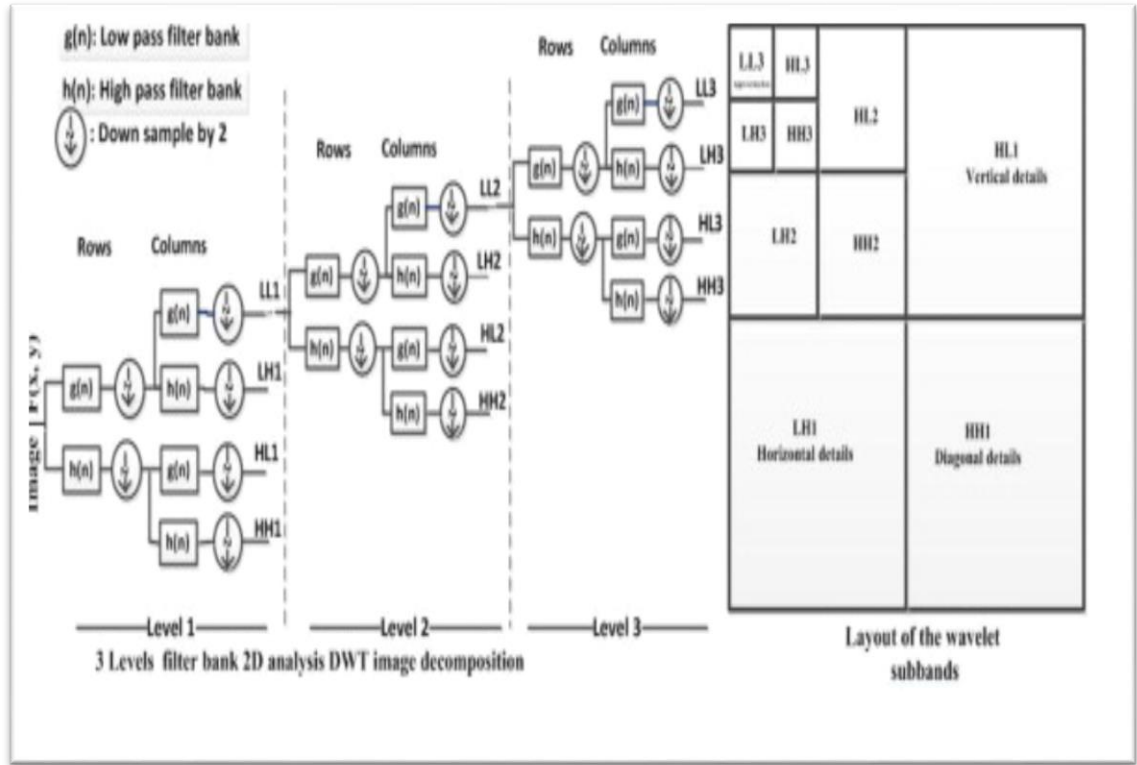 g(n): Low pass filter bank
h(n): High pass filter bank
: Down sample by 2
Rows Columns
g(n)
h(n)
g(n)
h(n)
g(n)
h(n)
LL1
LH1
HL1
HH1
Level 1
Image F(x, y)
Rows Columns
g(n)
h(n)
g(n)
h(n)
g(n)
h(n)
LL2
LH2
HL2
HH2
Level 2
Rows Columns
g(n)
h(n)
g(n)
h(n)
g(n)
h(n)
LL3
LH3
HL3
HH3
Level 3
3 Levels filter bank 2D analysis DWT image decomposition
LL3 HL3
LH3 HH3
HL2
LH2 HH2
HL1
Vertical details
LH1
Horizontal details
HH1
Diagonal details
Layout of the wavelet
subbands